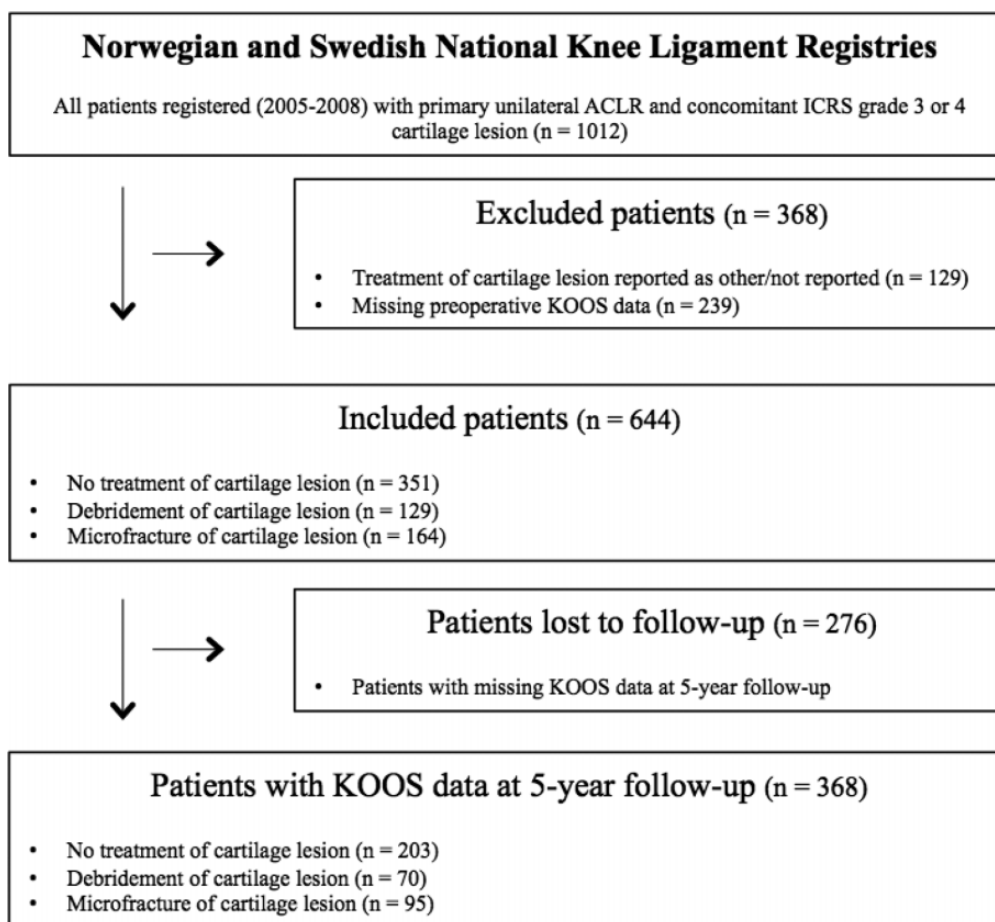 Norwegian and Swedish National Knee Ligament Registries
All patients registered (2005-2008) with primary unilateral ACLR and concomitant ICRS grade 3 or 4
cartilage lesion (n = 1012)
Excluded patients (n = 368)
• Treatment of cartilage lesion reported as other/not reported (n = 129)
• Missing preoperative KOOS data (n = 239)
Included patients (n = 644)
• No treatment of cartilage lesion (n = 351)
• Debridement of cartilage lesion (n = 129)
• Microfracture of cartilage lesion (n = 164)
Patients lost to follow-up (n = 276)
• Patients with missing KOOS data at 5-year follow-up
Patients with KOOS data at 5-year follow-up (n = 368)
• No treatment of cartilage lesion (n = 203)
• Debridement of cartilage lesion (n = 70)
• Microfracture of cartilage lesion (n = 95)